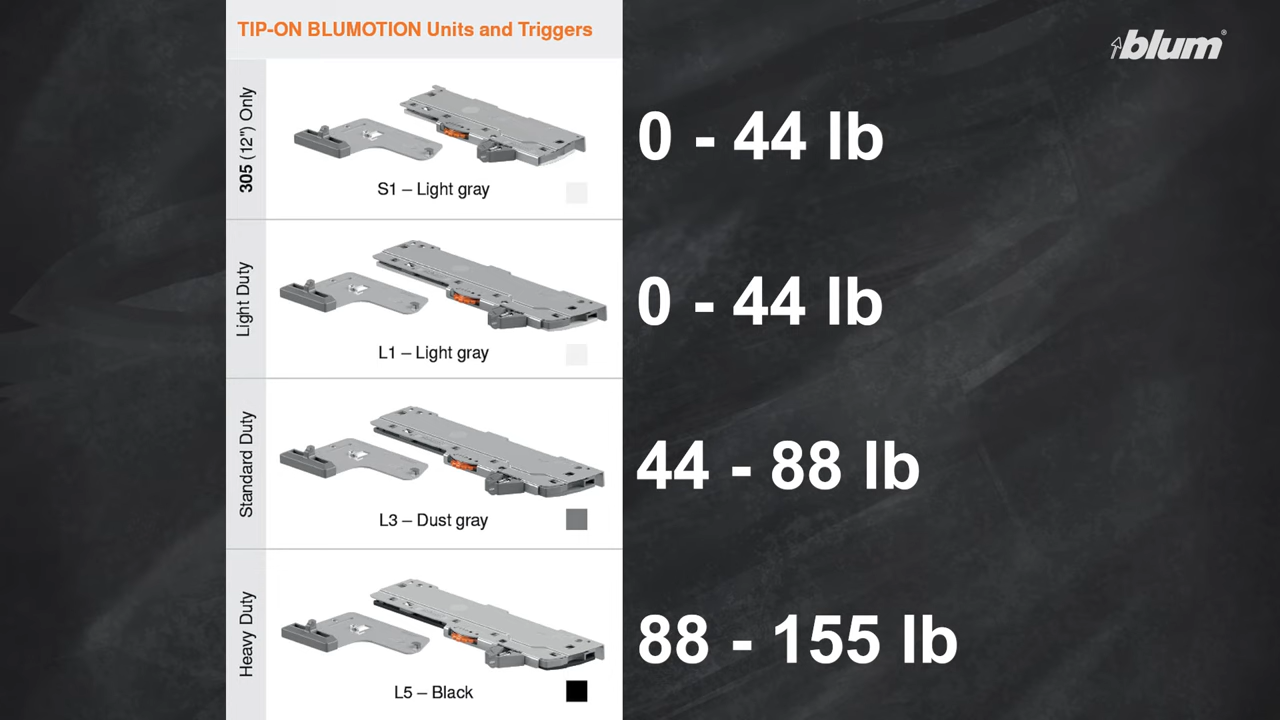 TIP-ON BLUMOTION Units and Triggers
blum®
305 (12") Only
S1 – Light gray
0 - 44 lb
Light Duty
L1 – Light gray
0 - 44 lb
Standard Duty
L3 – Dust gray
44 - 88 lb
Heavy Duty
L5 – Black
88 - 155 lb